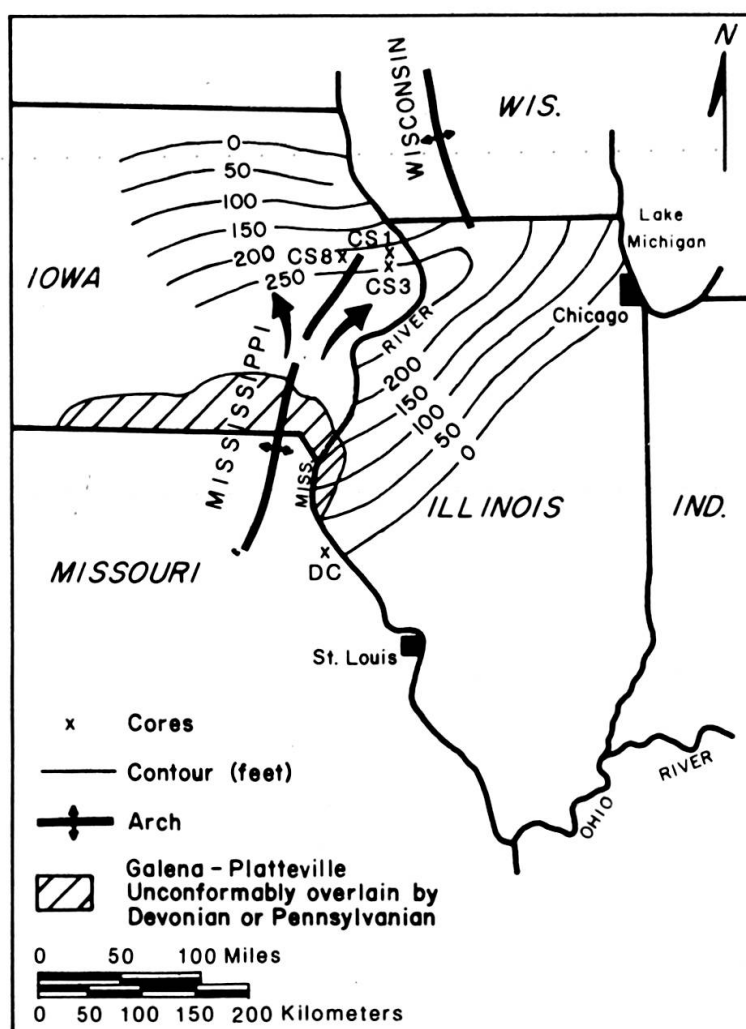 N
WISCONSIN
WIS.
0
50
100
150
200
250
CS8
CS1
CS3
Lake
Michigan
IOWA
Chicago
RIVER
MISSISSIPPI
200
150
100
50
0
MISS.
ILLINOIS
IND.
MISSOURI
DC
St. Louis
x Cores
Contour (feet)
Arch
Galena - Platteville
Unconformably overlain by
Devonian or Pennsylvanian
OHIO
RIVER
0 50 100 Miles
0 50 100 150 200 Kilometers